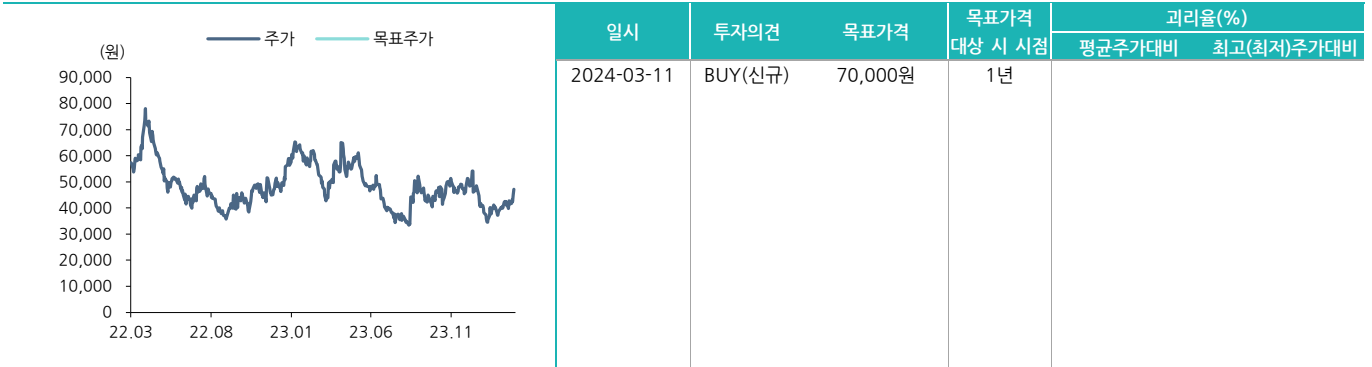 (원)
주가
목표주가
90,000
80,000
70,000
60,000
50,000
40,000
30,000
20,000
10,000
0
22.03 22.08 23.01 23.06 23.11
일시 투자의견 목표가격 목표가격 괴리율(%)
대상 시 시점 평균주가대비 최고(최저)주가대비
2024-03-11 BUY(신규) 70,000원 1년